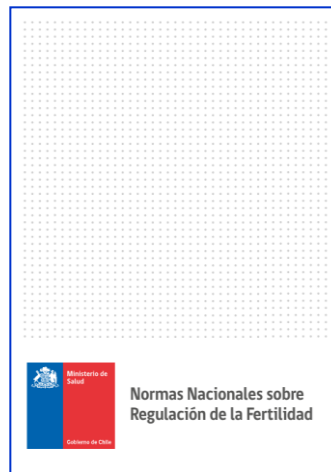 Ministerio de
Salud
Gobierno de Chile
Normas Nacionales sobre
Regulación de la Fertilidad